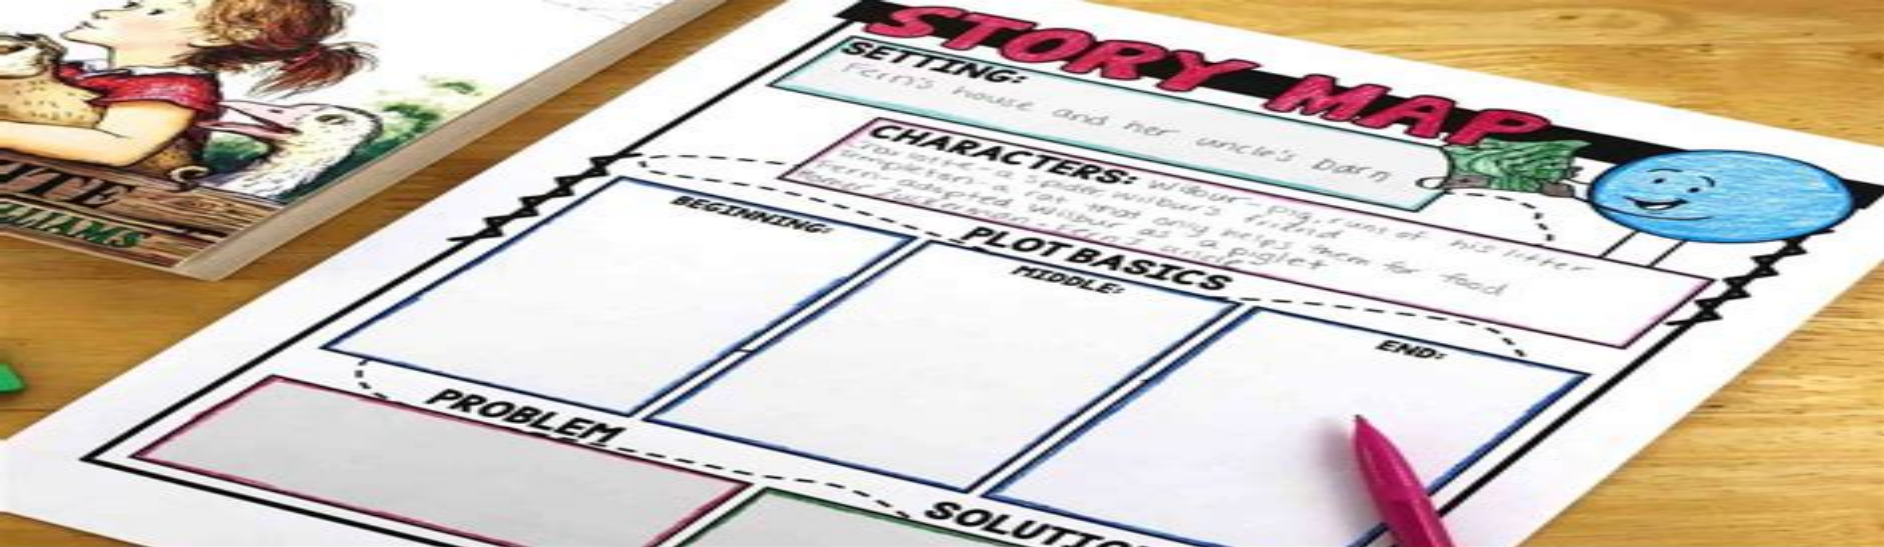 STORY MAP
SETTING:
Fern's house and her uncle's barn
CHARACTERS: Wilbur - pig, runt of his litter
Charlotte - a spider, Wilbur's friend
Templeton - a rat that only helps them for food
Fern - adopted Wilbur as a piglet
Zuckerman - Fern's uncle
PLOT BASICS
BEGINNING:
MIDDLE:
END:
PROBLEM
LIAMS